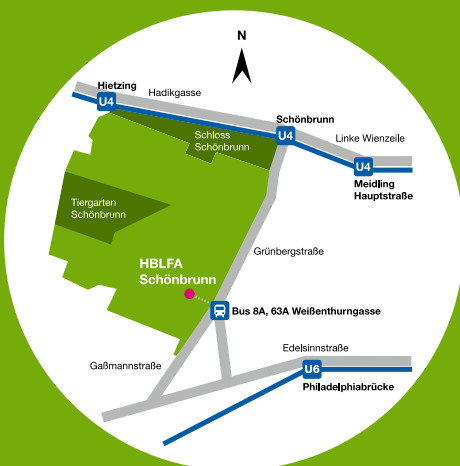 N
Hietzing
U4
Hadikgasse
Schönbrunn
U4
Linke Wienzeile
U4
Meidling
Hauptstraße
Schloss
Schönbrunn
Tiergarten
Schönbrunn
Grünbergstraße
HBLFA
Schönbrunn
Bus 8A, 63A Weißenthurngasse
Gaßmannstraße
Edelsinnstraße
U6
Philadelphiabrücke